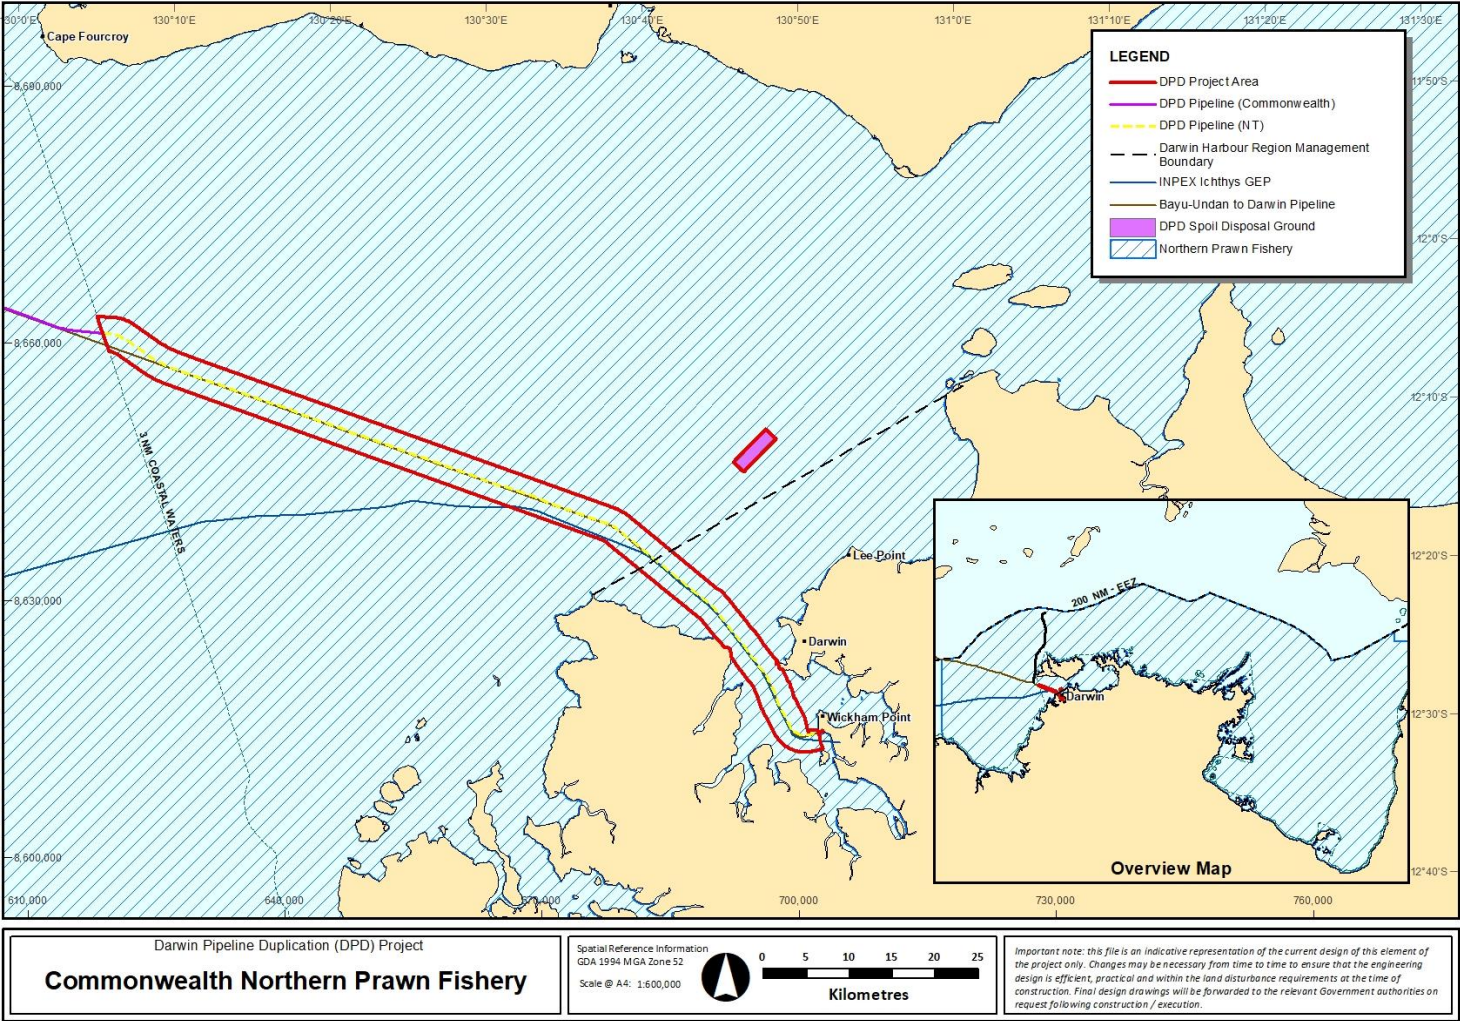 130°0'E
130°10'E
130°20'E
130°30'E
130°40'E
130°50'E
131°0'E
131°10'E
131°20'E
131°30'E
Cape Fourcroy
8,690,000
11°50'S
LEGEND
DPD Project Area
DPD Pipeline (Commonwealth)
DPD Pipeline (NT)
Darwin Harbour Region Management
Boundary
INPEX Ichthys GEP
Bayu-Undan to Darwin Pipeline
DPD Spoil Disposal Ground
Northern Prawn Fishery
12°0'S
8,660,000
12°10'S
3 NM COASTAL WATERS
Lee Point
12°20'S
8,630,000
Darwin
Wickham Point
200 NM - EEZ
Darwin
Overview Map
12°30'S
8,600,000
12°40'S
610,000
640,000
670,000
700,000
730,000
760,000
Darwin Pipeline Duplication (DPD) Project
Commonwealth Northern Prawn Fishery
Spatial Reference Information
GDA 1994 MGA Zone 52
Scale @ A4: 1:600,000
0 5 10 15 20 25
Kilometres
Important note: this file is an indicative representation of the current design of this element of
the project only. Changes may be necessary from time to time to ensure that the engineering
design is efficient, practical and within the land disturbance requirements at the time of
construction. Final design drawings will be forwarded to the relevant Government authorities on
request following construction / execution.